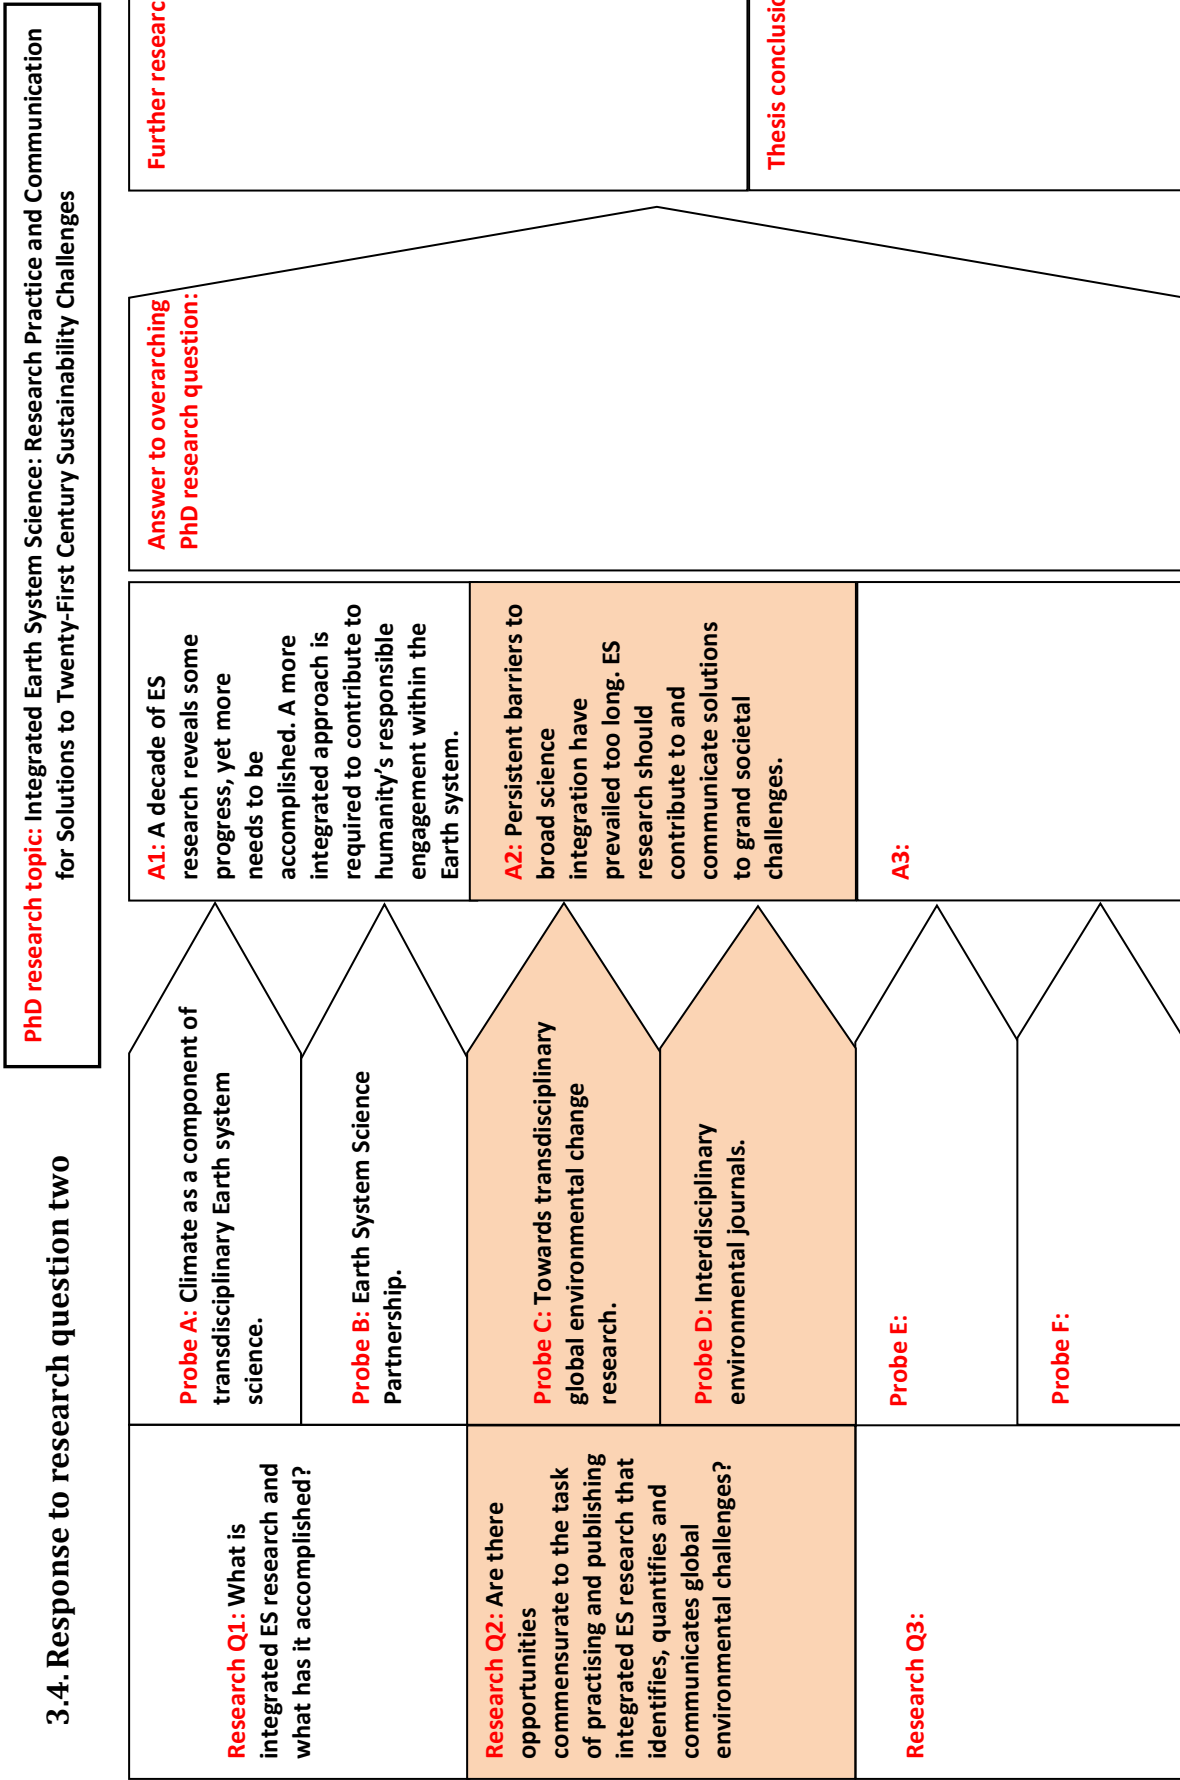 3.4. Response to research question two
PhD research topic: Integrated Earth System Science: Research Practice and Communication
for Solutions to Twenty-First Century Sustainability Challenges
Research Q1: What is
integrated ES research and
what has it accomplished?
Probe A: Climate as a component of
transdisciplinary Earth system
science.
Probe B: Earth System Science
Partnership.
A1: A decade of ES
research reveals some
progress, yet more
needs to be
accomplished. A more
integrated approach is
required to contribute to
humanity’s responsible
engagement within the
Earth system.
Research Q2: Are there
opportunities
commensurate to the task
of practising and publishing
integrated ES research that
identifies, quantifies and
communicates global
environmental challenges?
Probe C: Towards transdisciplinary
global environmental change
research.
Probe D: Interdisciplinary
environmental journals.
A2: Persistent barriers to
broad science
integration have
prevailed too long. ES
research should
contribute to and
communicate solutions
to grand societal
challenges.
Research Q3:
Probe E:
Probe F:
A3:
Answer to overarching
PhD research question:
Further researc
Thesis conclusio